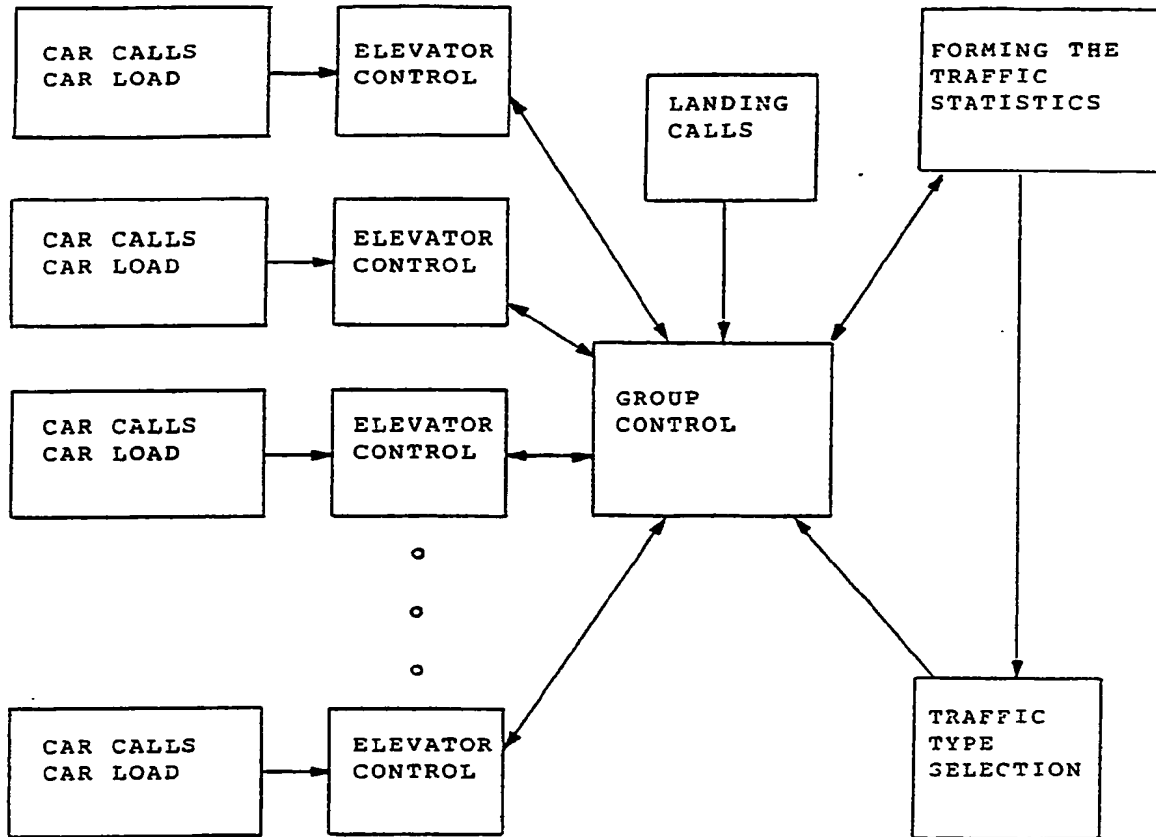 CAR CALLS
CAR LOAD
ELEVATOR
CONTROL
LANDING
CALLS
FORMING THE
TRAFFIC
STATISTICS
CAR CALLS
CAR LOAD
ELEVATOR
CONTROL
CAR CALLS
CAR LOAD
ELEVATOR
CONTROL
GROUP
CONTROL
CAR CALLS
CAR LOAD
ELEVATOR
CONTROL
TRAFFIC
TYPE
SELECTION